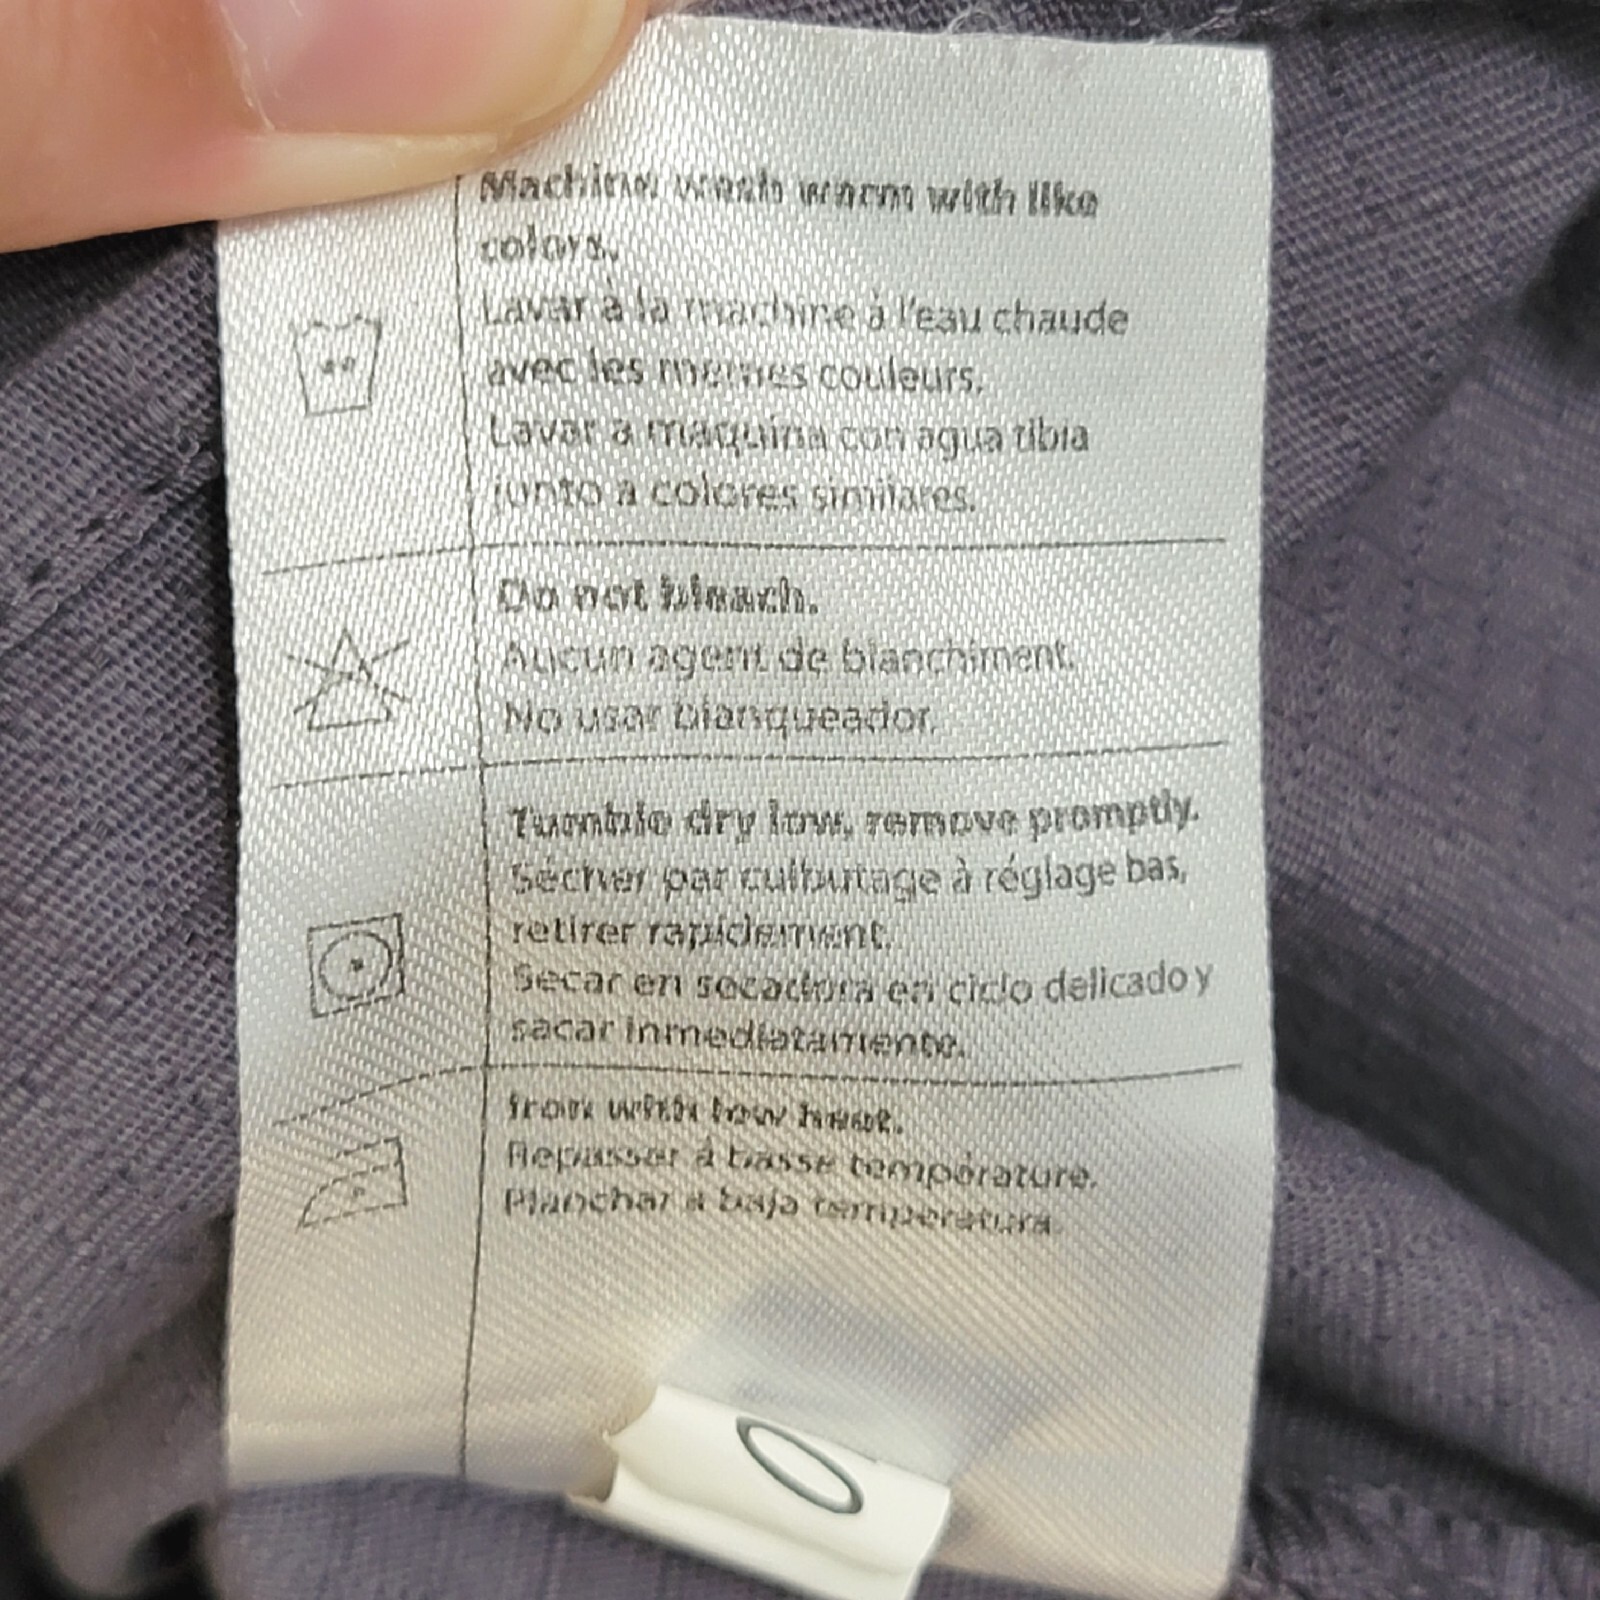 Machine wash warm with like
colors.
Lavar à la machine à l'eau chaude
avec les memes couleurs.
Lavar a maquina con agua tibia
junto a colores similares.
Do not bleach.
Aucun agent de blanchiment.
No usar blanqueador.
Tumble dry low, remove promptly.
Sécher par culbutage à réglage bas,
retirer rapidement.
Secar en secadora en ciclo delicado y
sacar inmediatamente.
Iron with low heat.
Repasser à basse température.
Planchar a baja temperatura
0